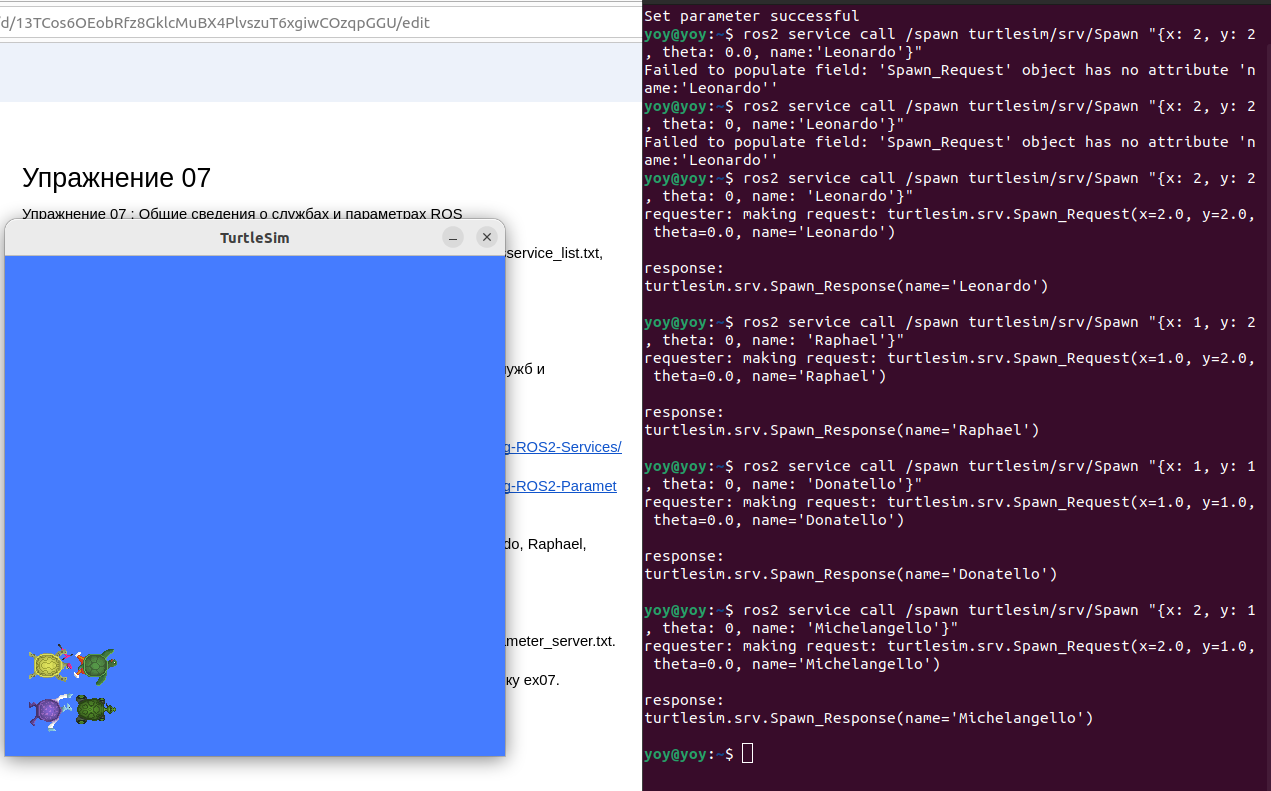 /d/13TCos6OEobRfz8GklcMuBX4PlvszuT6xgiwCOzqpGGU/edit
Упражнение 07
Упражнение 07 : Общие сведения о службах и параметрах ROS
TurtleSim
service_list.txt,
ужб и
g-ROS2-Services/
g-ROS2-Paramet
do, Raphael,
ameter_server.txt.
ку ex07.
Set parameter successful
yoy@yoy:~$ ros2 service call /spawn turtlesim/srv/Spawn "{x: 2, y: 2
, theta: 0.0, name:'Leonardo'}"
Failed to populate field: 'Spawn_Request' object has no attribute 'n
ame:'Leonardo''
yoy@yoy:~$ ros2 service call /spawn turtlesim/srv/Spawn "{x: 2, y: 2
, theta: 0, name:'Leonardo'}"
Failed to populate field: 'Spawn_Request' object has no attribute 'n
ame:'Leonardo''
yoy@yoy:~$ ros2 service call /spawn turtlesim/srv/Spawn "{x: 2, y: 2
, theta: 0, name: 'Leonardo'}"
requester: making request: turtlesim.srv.Spawn_Request(x=2.0, y=2.0,
theta=0.0, name='Leonardo')
response:
turtlesim.srv.Spawn_Response(name='Leonardo')
yoy@yoy:~$ ros2 service call /spawn turtlesim/srv/Spawn "{x: 1, y: 2
, theta: 0, name: 'Raphael'}"
requester: making request: turtlesim.srv.Spawn_Request(x=1.0, y=2.0,
theta=0.0, name='Raphael')
response:
turtlesim.srv.Spawn_Response(name='Raphael')
yoy@yoy:~$ ros2 service call /spawn turtlesim/srv/Spawn "{x: 1, y: 1
, theta: 0, name: 'Donatello'}"
requester: making request: turtlesim.srv.Spawn_Request(x=1.0, y=1.0,
theta=0.0, name='Donatello')
response:
turtlesim.srv.Spawn_Response(name='Donatello')
yoy@yoy:~$ ros2 service call /spawn turtlesim/srv/Spawn "{x: 2, y: 1
, theta: 0, name: 'Michelangello'}"
requester: making request: turtlesim.srv.Spawn_Request(x=2.0, y=1.0,
theta=0.0, name='Michelangello')
response:
turtlesim.srv.Spawn_Response(name='Michelangello')
yoy@yoy:~$